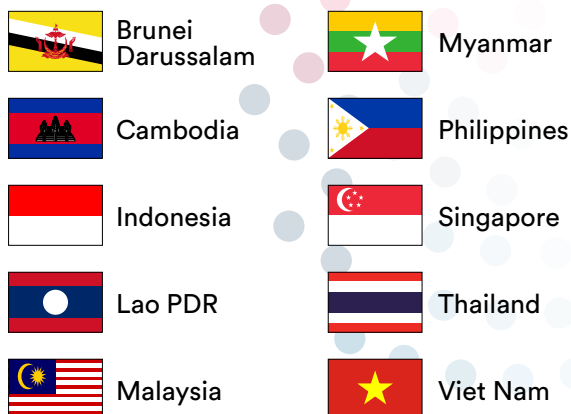 Brunei
Darussalam
Cambodia
Indonesia
Lao PDR
Malaysia
Myanmar
Philippines
Singapore
Thailand
Viet Nam